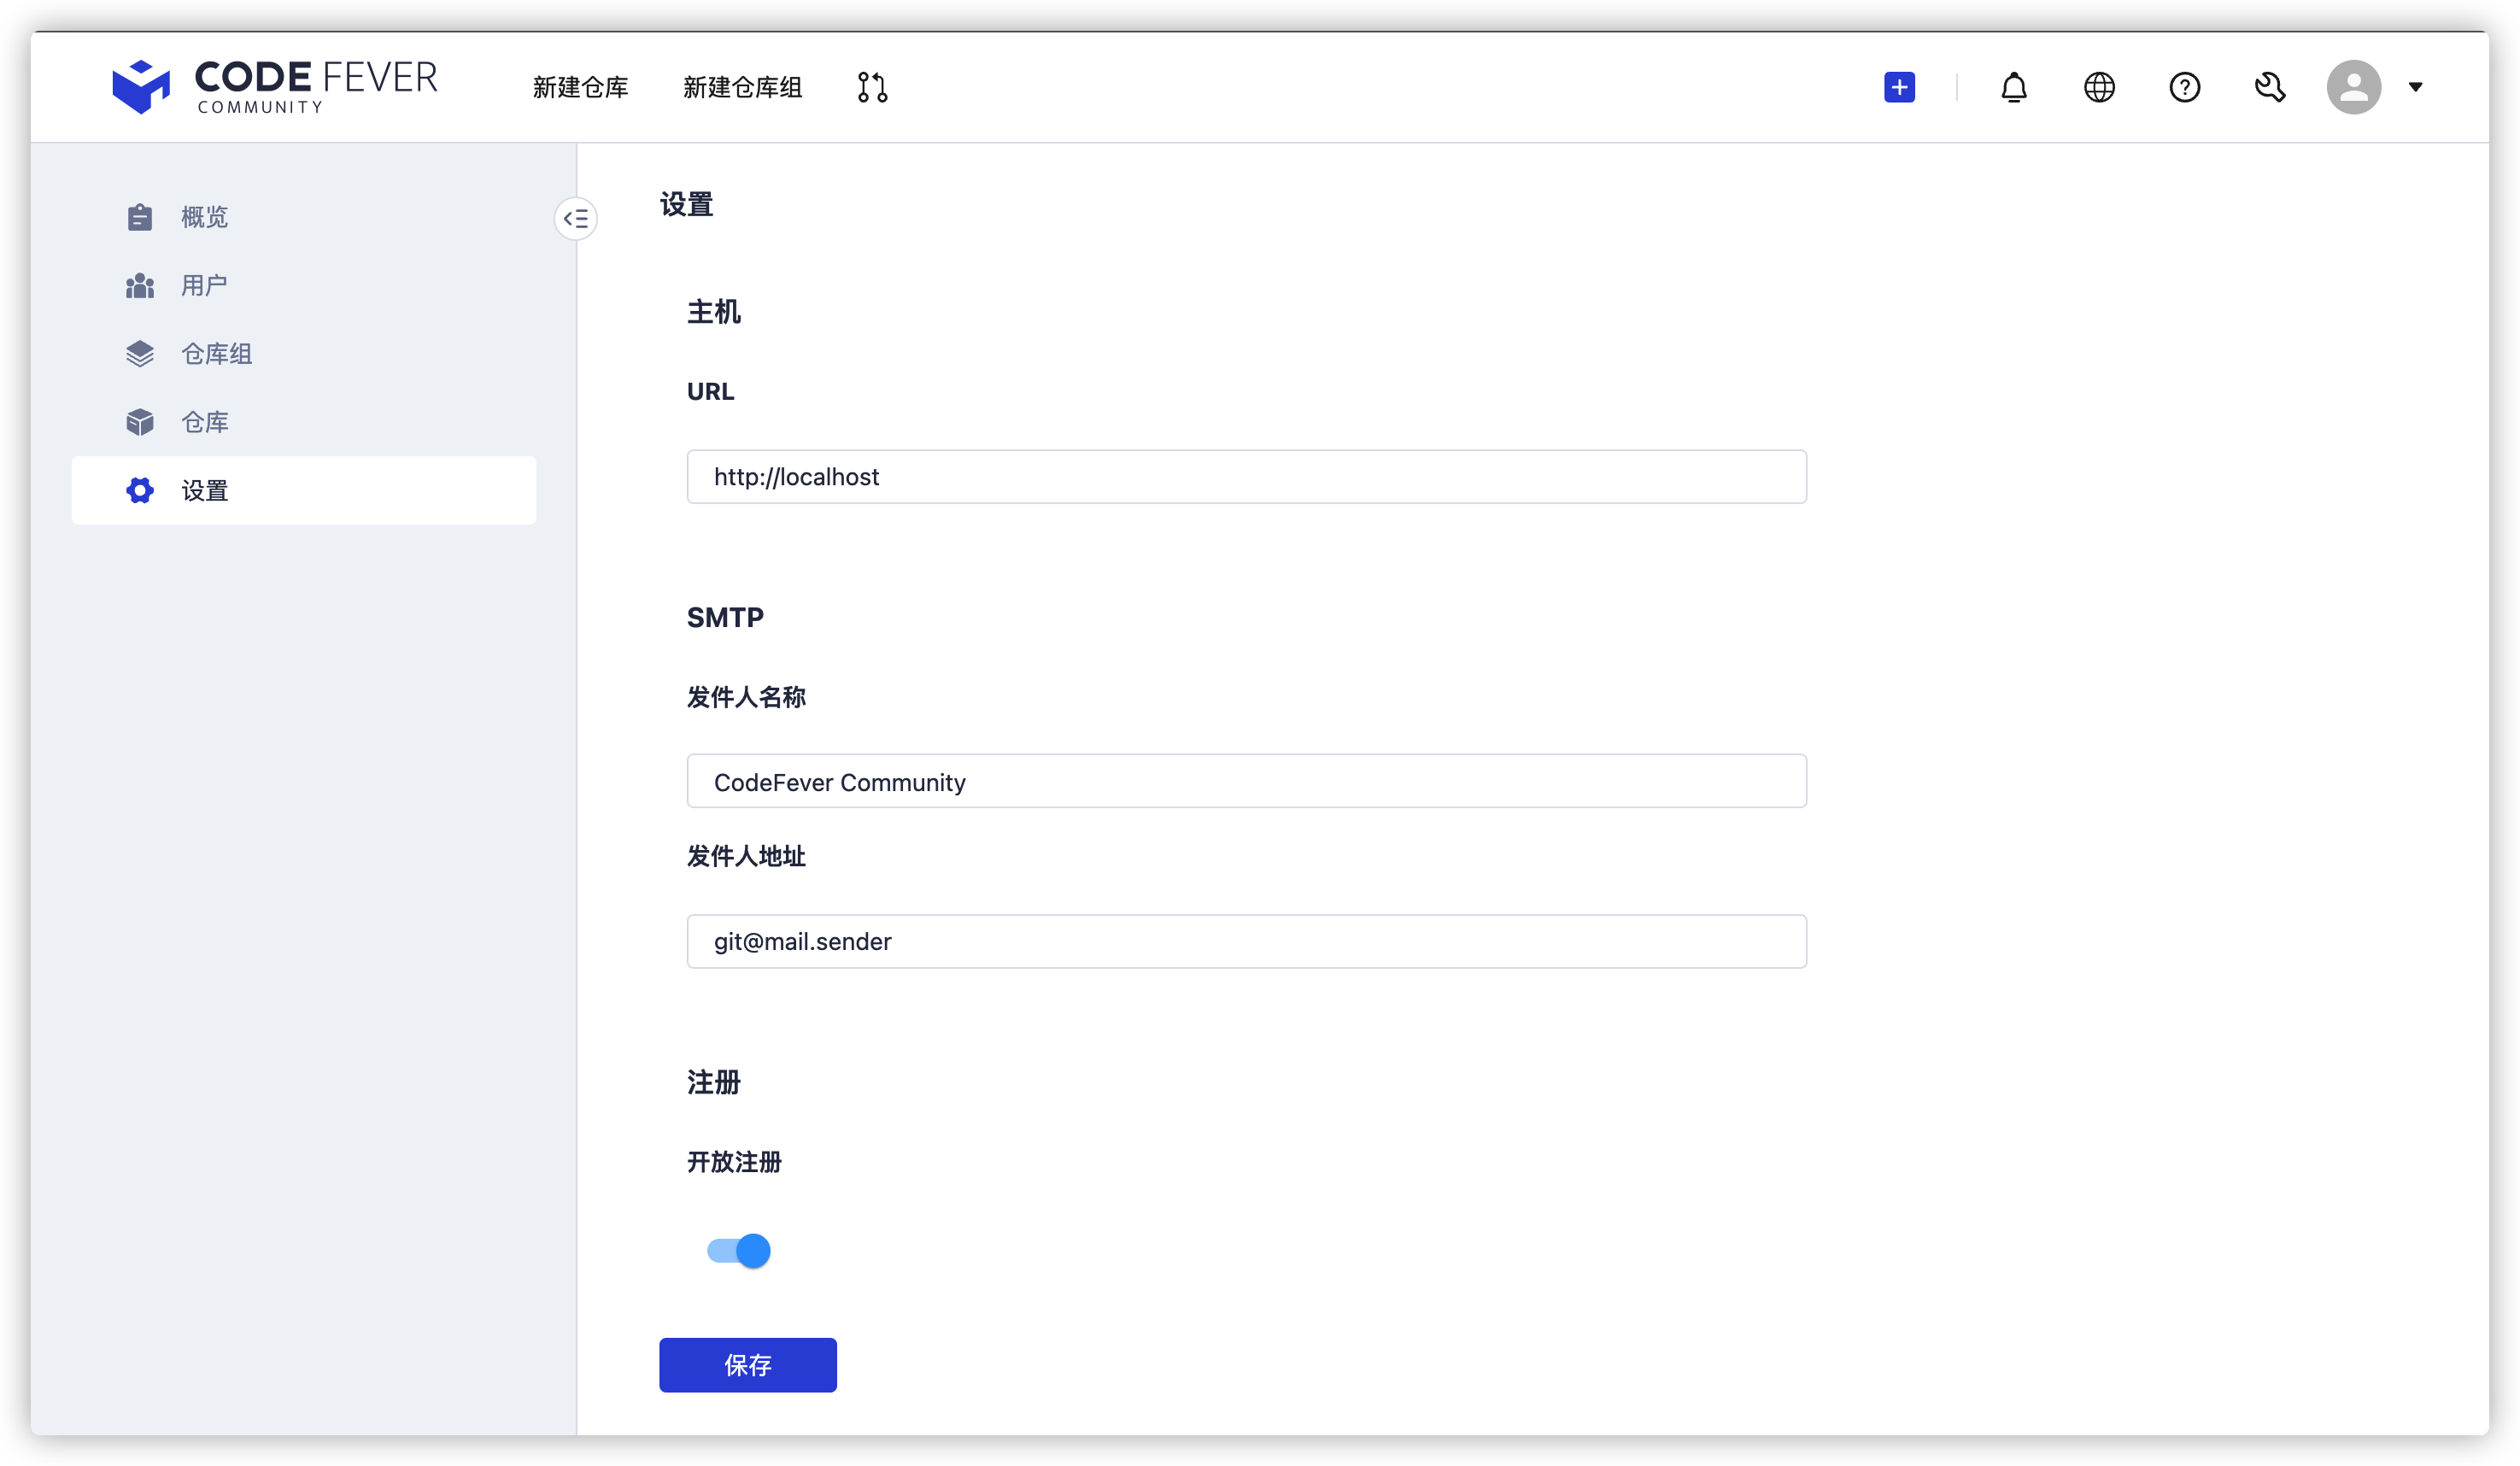 CODE FEVER
COMMUNITY
新建仓库
新建仓库组
概览
用户
仓库组
仓库
设置
设置
主机
URL
http://localhost
SMTP
发件人名称
CodeFever Community
发件人地址
git@mail.sender
注册
开放注册
保存